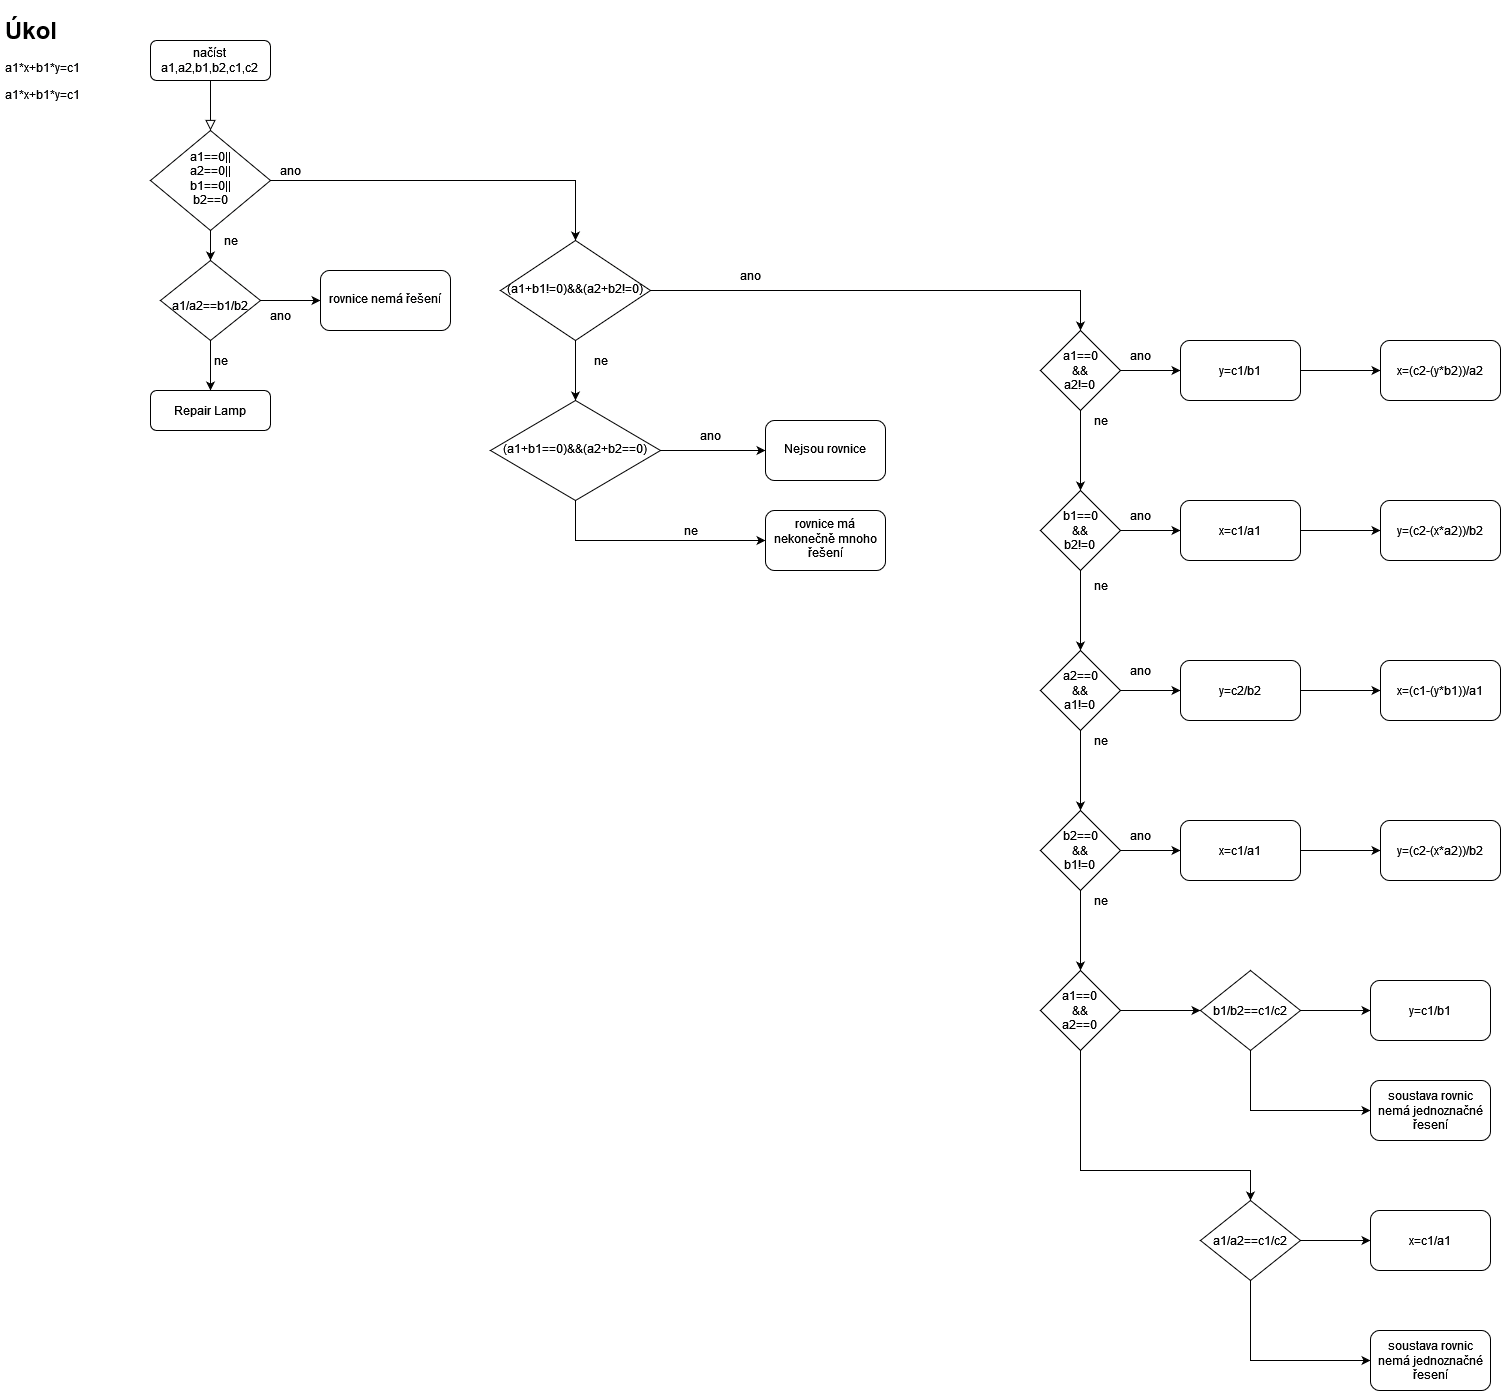 Úkol
a1*x+b1*y=c1
a1*x+b1*y=c1
načíst
a1,a2,b1,b2,c1,c2
a1==0||
a2==0||
b1==0||
b2==0
ano
ne
a1/a2==b1/b2
ano
rovnice nemá řešení
ne
Repair Lamp
(a1+b1!=0)&&(a2+b2!=0)
ano
ne
(a1+b1==0)&&(a2+b2==0)
ano
Nejsou rovnice
ne
rovnice má
nekonečně mnoho
řešení
a1==0
&&
a2!=0
ano
y=c1/b1
x=(c2-(y*b2))/a2
ne
b1==0
&&
b2!=0
ano
x=c1/a1
y=(c2-(x*a2))/b2
ne
a2==0
&&
a1!=0
ano
y=c2/b2
x=(c1-(y*b1))/a1
ne
b2==0
&&
b1!=0
ano
x=c1/a1
y=(c2-(x*a2))/b2
ne
a1==0
&&
a2==0
b1/b2==c1/c2
y=c1/b1
soustava rovnic
nemá jednoznačné
řesení
a1/a2==c1/c2
x=c1/a1
soustava rovnic
nemá jednoznačné
řesení